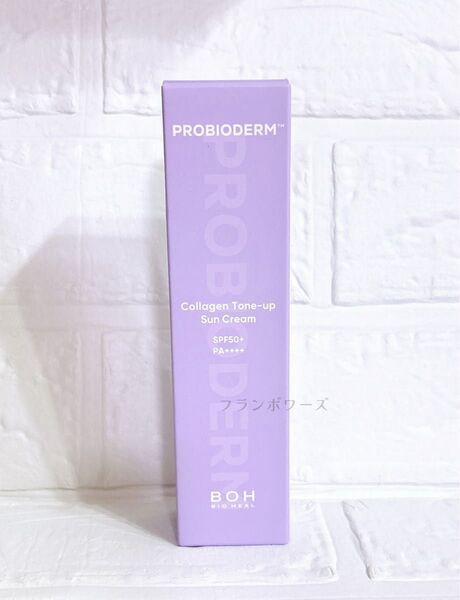 PROBIODERM™
PROBIODERM
Collagen Tone-up
Sun Cream
SPF50+
PA++++
フランボワーズ
BOH
BIO HEAL